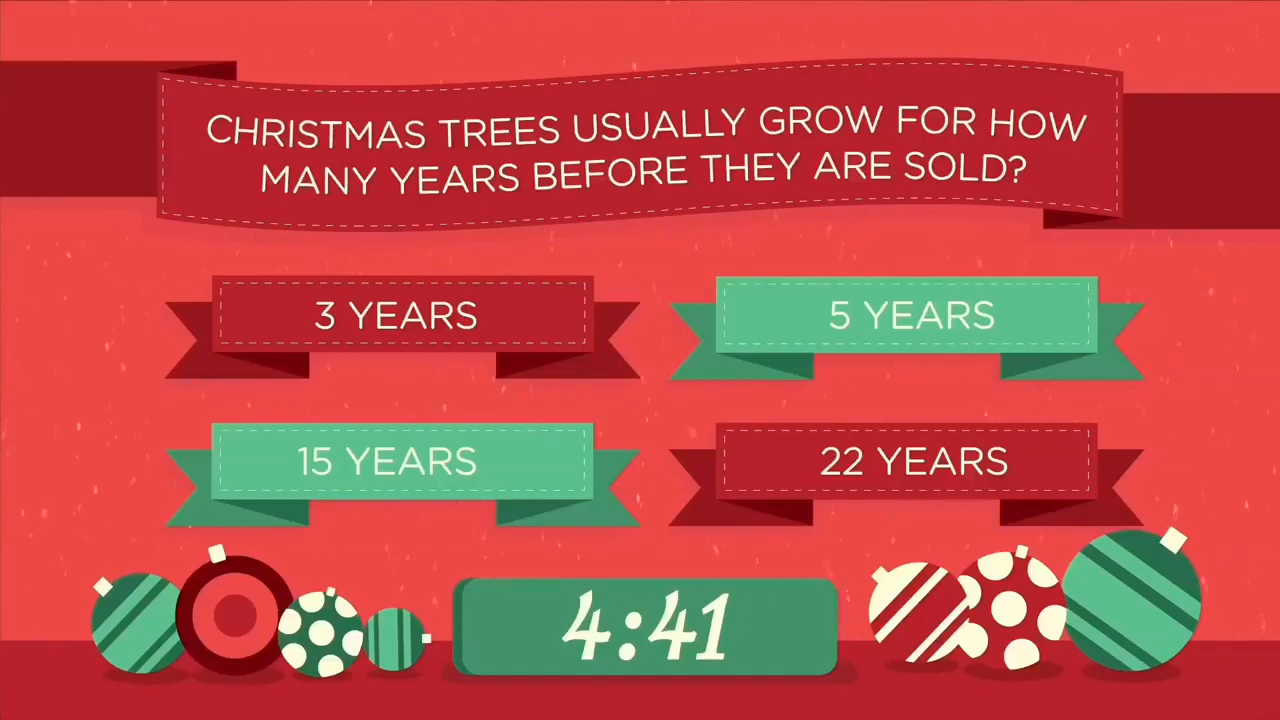 CHRISTMAS TREES USUALLY GROW FOR HOW
MANY YEARS BEFORE THEY ARE SOLD?
3 YEARS
5 YEARS
15 YEARS
22 YEARS
4:41